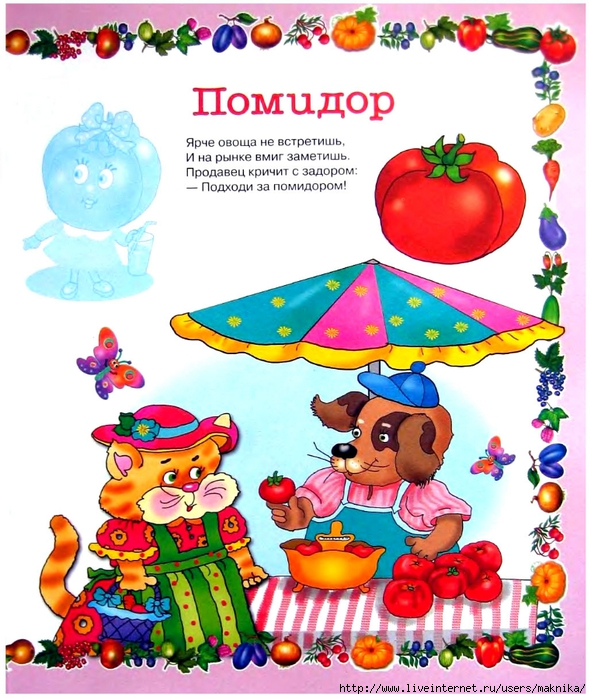 Помидор
Ярче овоща не встретишь,
И на рынке вмиг заметишь.
Продавец кричит с задором:
— Подходи за помидором!
http://www.liveinternet.ru/users/maknika/